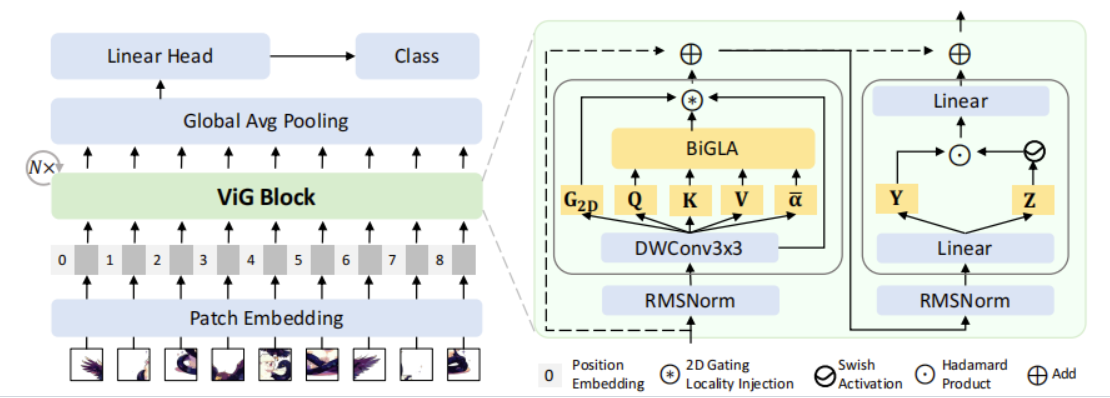 Linear Head
Class
Global Avg Pooling
N×
ViG Block
0 1 2 3 4 5 6 7 8
Patch Embedding
BiGLA
G2D Q K V ᾱ
DWConv3x3
RMSNorm
Linear
Y Z
Linear
RMSNorm
0 Position
Embedding
2D Gating
Locality Injection
Swish
Activation
Hadamard
Product
Add